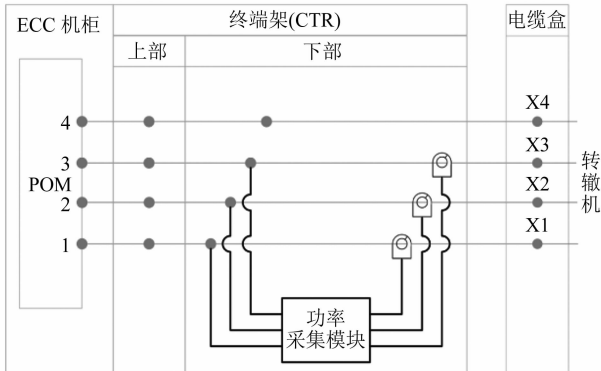 ECC 机柜
终端架(CTR)
电缆盒
上部
下部
4
X4
3
X3
POM
2
X2
1
X1
转辙机
功率
采集模块